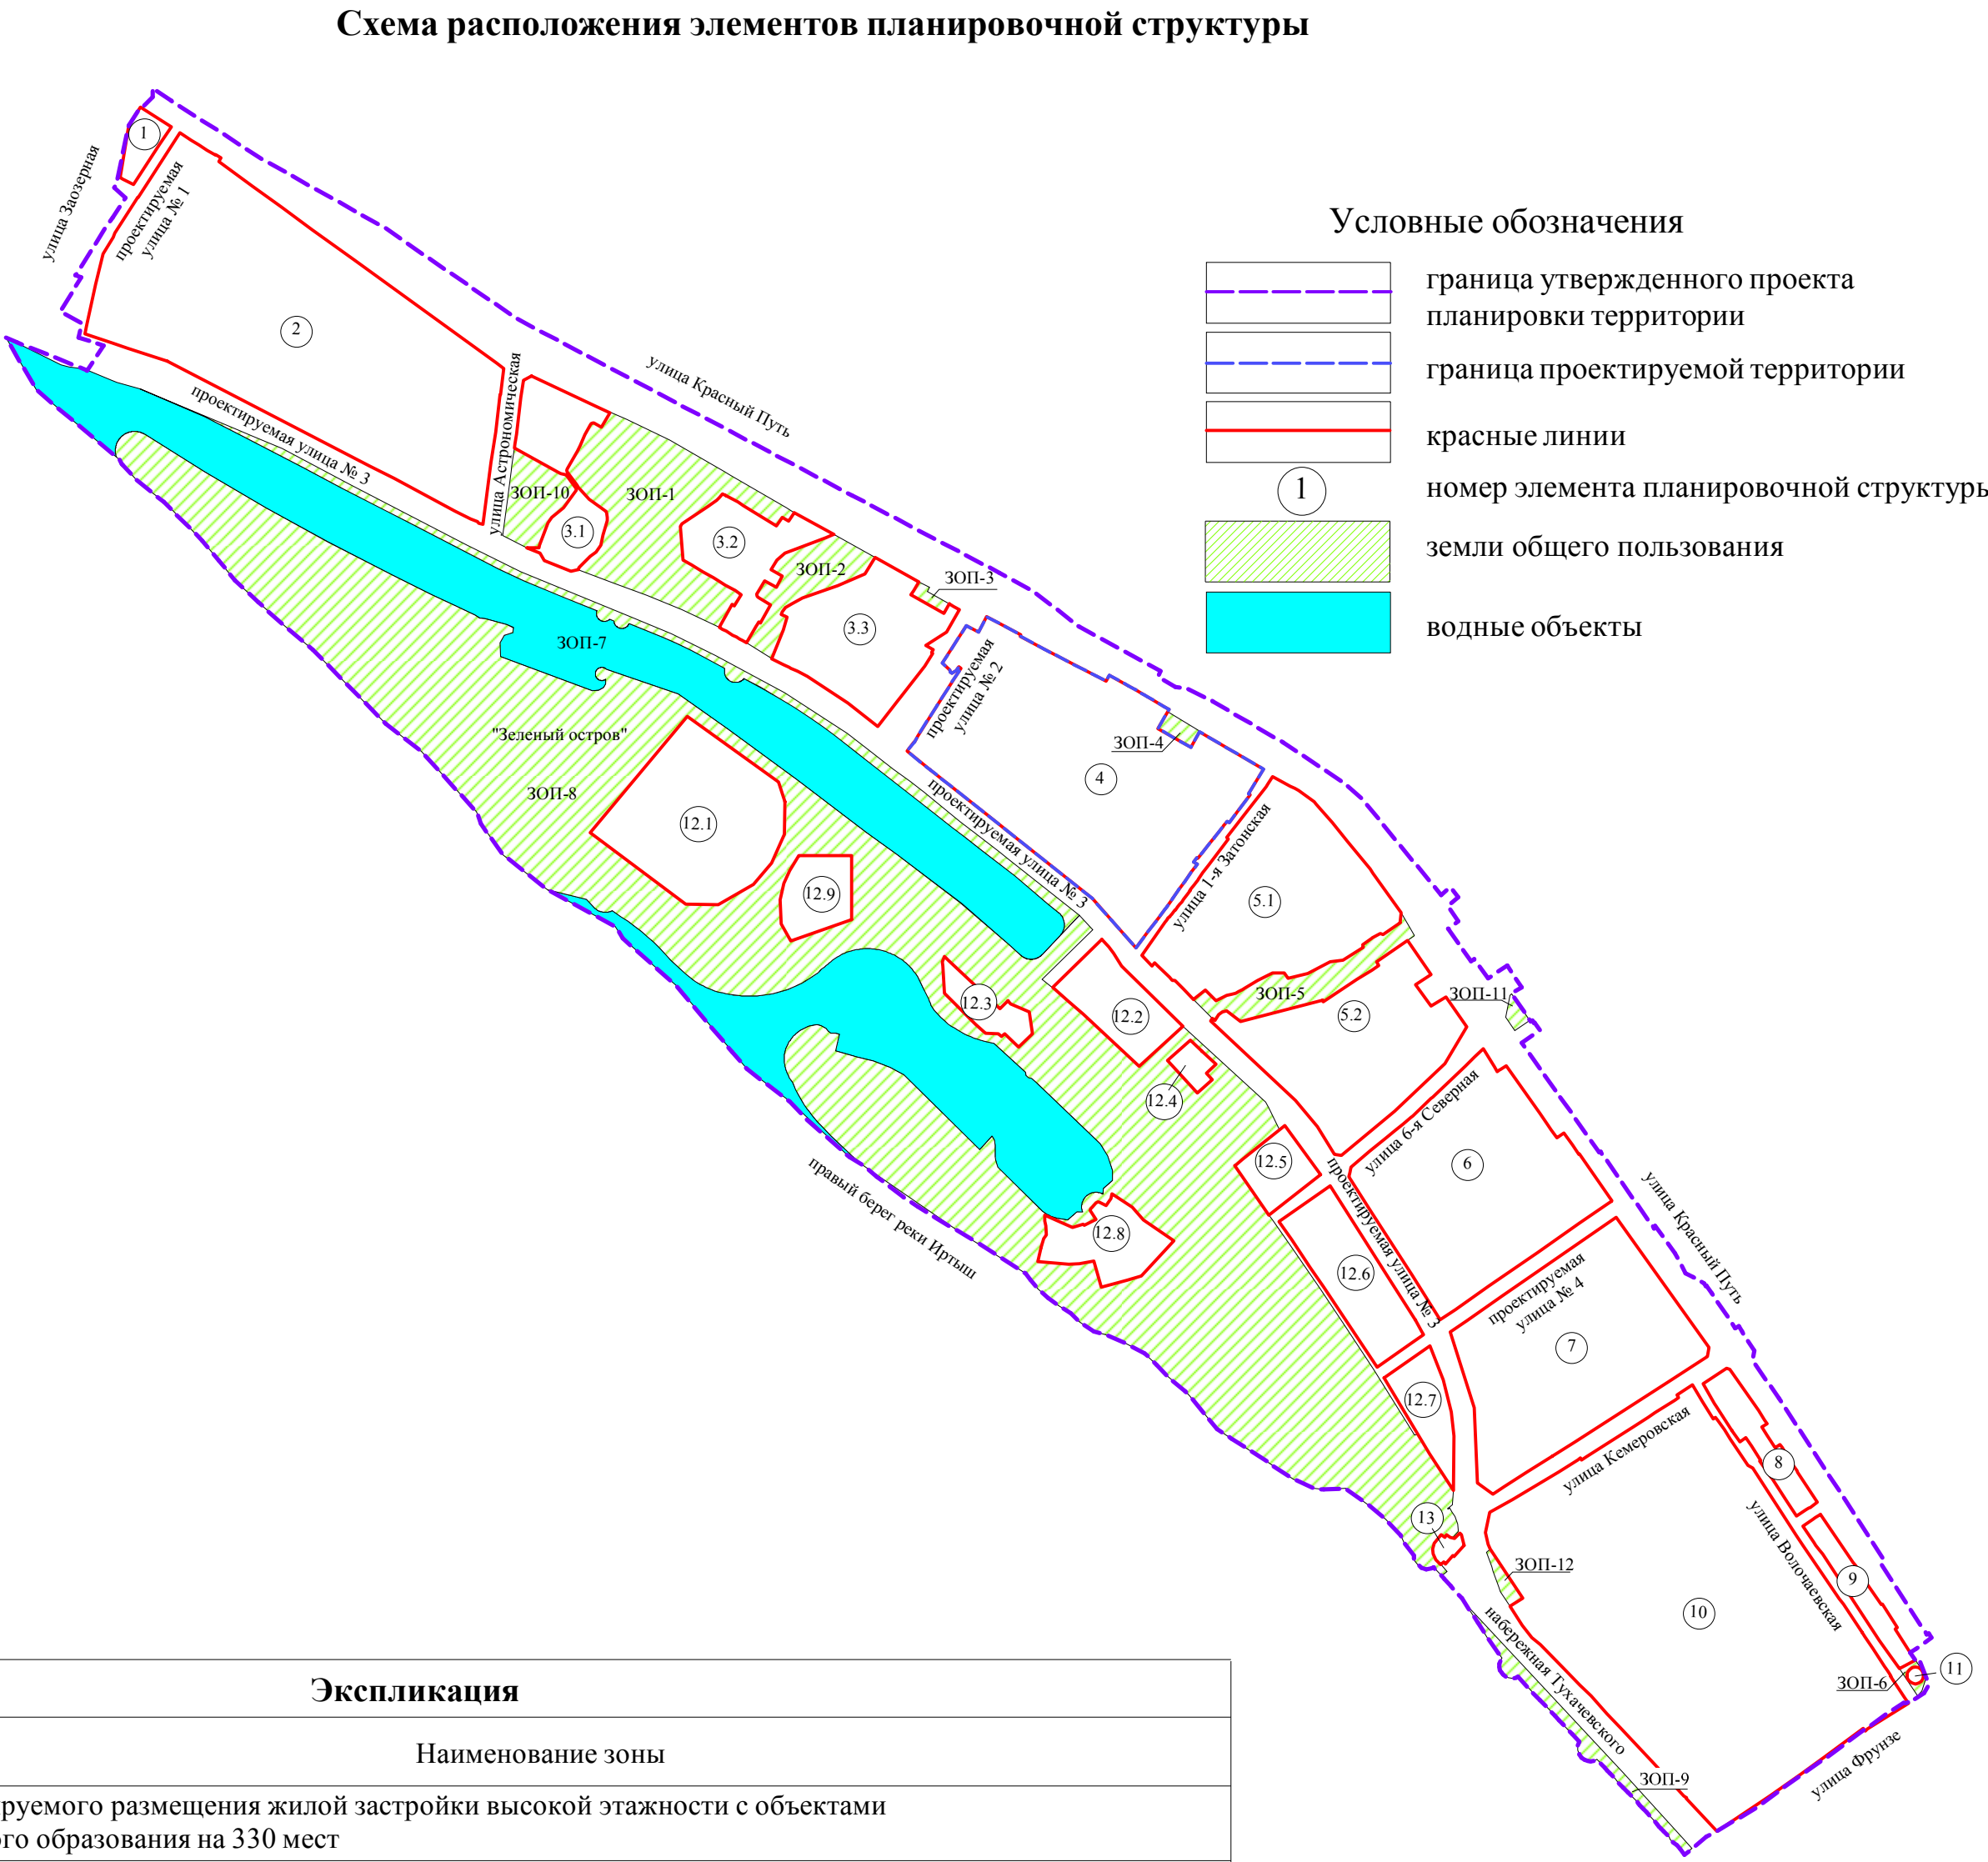 Схема расположения элементов планировочной структуры
1
улица Заозерная
проектируемая
улица № 1
2
Условные обозначения
граница утвержденного проекта
планировки территории
граница проектируемой территории
красные линии
1
номер элемента планировочной структуры
земли общего пользования
водные объекты
улица Красный Путь
проектируемая улица № 3
улица Астрономическая
ЗОП-10
ЗОП-1
3.1
3.2
ЗОП-2
ЗОП-3
3.3
ЗОП-7
проектируемая
улица № 2
"Зеленый остров"
ЗОП-8
ЗОП-4
4
12.1
проектируемая улица № 3
улица 1-я Затонская
12.9
5.1
12.3
12.2
ЗОП-5
5.2
ЗОП-11
12.4
улица 6-я Северная
12.5
6
правый берег реки Иртыш
12.8
проектируемая улица № 3
12.6
улица Красный Путь
проектируемая
улица № 4
7
12.7
улица Кемеровская
8
13
улица Волочаевская
ЗОП-12
9
10
набережная Тухачевского
ЗОП-6
11
улица Фрунзе
ЗОП-9
Экспликация
Наименование зоны
руемого размещения жилой застройки высокой этажности с объектами
ого образования на 330 мест